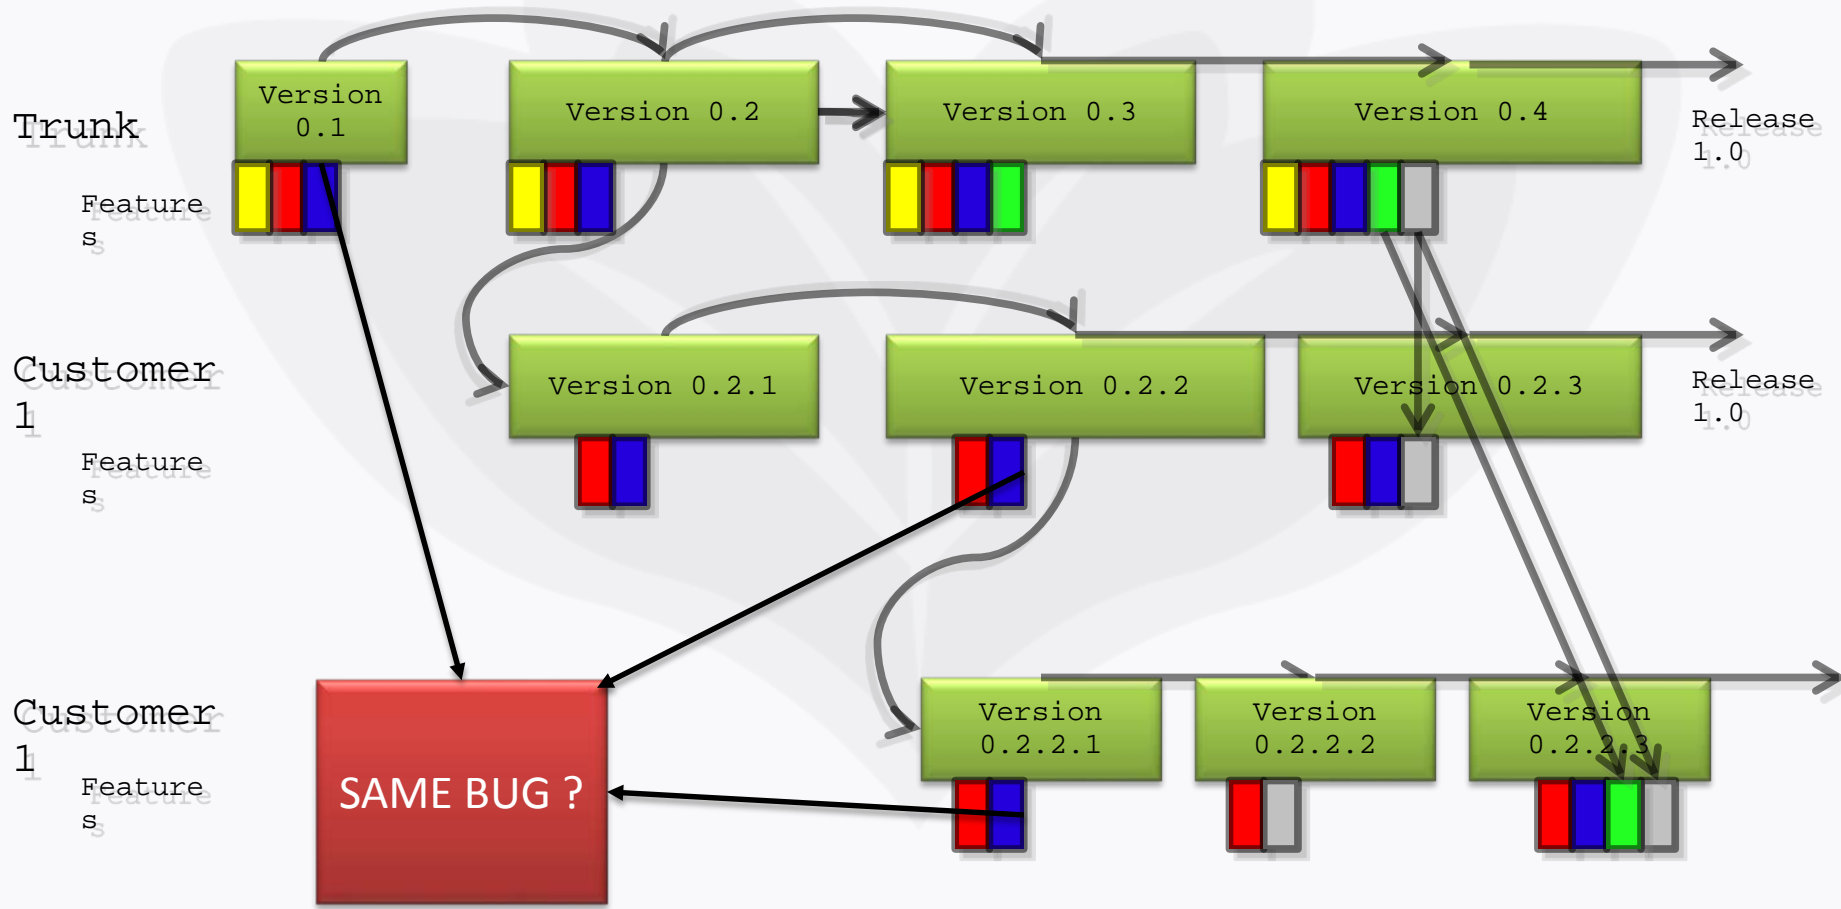 Version
0.1
Version 0.2
Version 0.3
Version 0.4
Trunk
Release
1.0
Feature
s
Customer
1
Version 0.2.1
Version 0.2.2
Version 0.2.3
Release
1.0
Feature
s
Customer
1
Version
0.2.2.1
Version
0.2.2.2
Version
0.2.2.3
Feature
s
SAME BUG ?